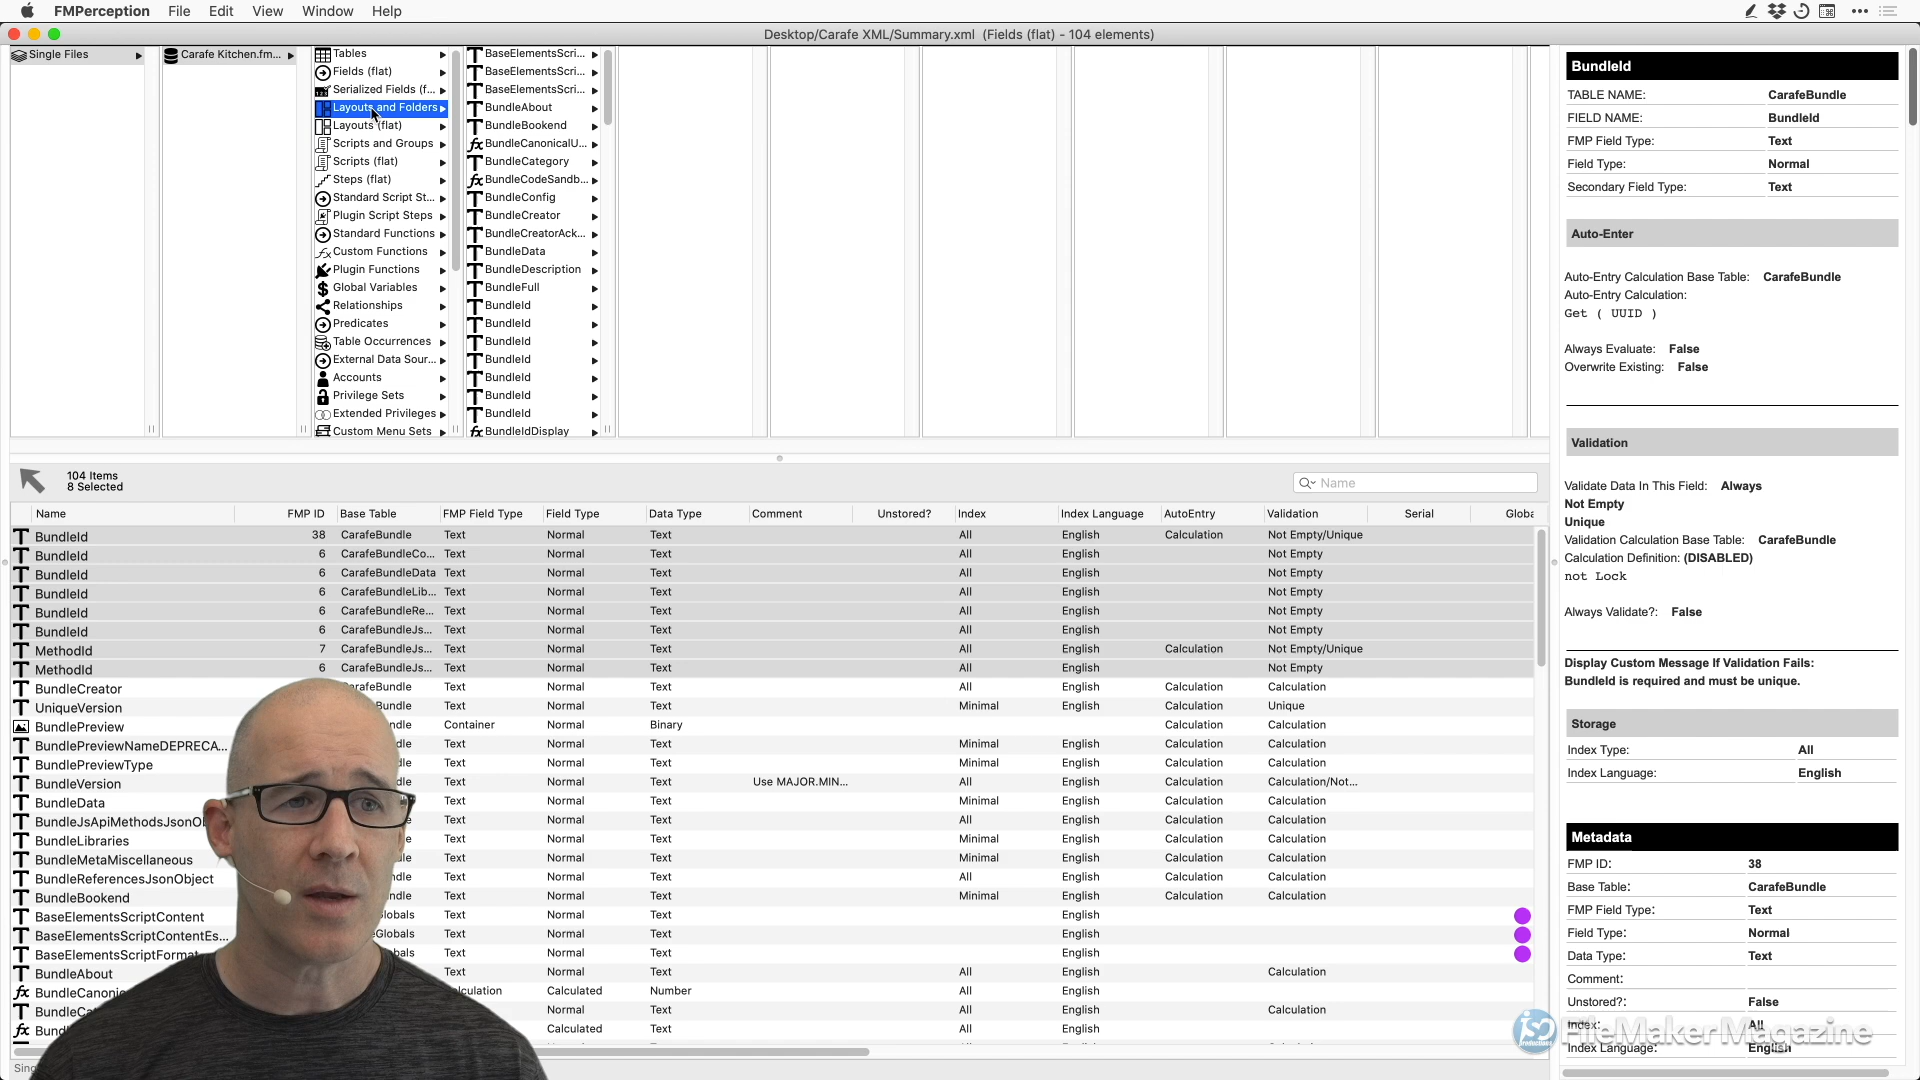 FMPerception File Edit View Window Help
Desktop/Carafe XML/Summary.xml (Fields (flat) - 104 elements)
Single Files
Carafe Kitchen.fm...
Tables
Fields (flat)
Serialized Fields (f...
Layouts and Folders
Layouts (flat)
Scripts and Groups
Scripts (flat)
Steps (flat)
Standard Script St...
Plugin Script Steps
Standard Functions
Custom Functions
Plugin Functions
Global Variables
Relationships
Predicates
Table Occurrences
External Data Sour...
Accounts
Privilege Sets
Extended Privileges
Custom Menu Sets
BaseElementsScri...
BaseElementsScri...
BaseElementsScri...
BundleAbout
BundleBookend
BundleCanonicalU...
BundleCategory
BundleCodeSandb...
BundleConfig
BundleCreator
BundleCreatorAck...
BundleData
BundleDescription
BundleFull
BundleId
BundleId
BundleId
BundleId
BundleId
BundleId
BundleId
BundleIdDisplay
104 Items
8 Selected
Name
Name FMP ID Base Table FMP Field Type Field Type Data Type Comment Unstored? Index Index Language AutoEntry Validation Serial Globa
BundleId 38 CarafeBundle Text Normal Text All English Calculation Not Empty/Unique
BundleId 6 CarafeBundleCo... Text Normal Text All English Not Empty
BundleId 6 CarafeBundleData Text Normal Text All English Not Empty
BundleId 6 CarafeBundleLib... Text Normal Text All English Not Empty
BundleId 6 CarafeBundleRe... Text Normal Text All English Not Empty
BundleId 6 CarafeBundleJs... Text Normal Text All English Not Empty
MethodId 7 CarafeBundleJs... Text Normal Text All English Calculation Not Empty/Unique
MethodId 6 CarafeBundleJs... Text Normal Text All English Not Empty
BundleCreator Text Normal Text All English Calculation Calculation
UniqueVersion Text Normal Text Minimal English Calculation Unique
BundlePreview Container Normal Binary Calculation Calculation
BundlePreviewNameDEPRECA... Text Normal Text Minimal English Calculation Calculation
BundlePreviewType Text Normal Text Minimal English Calculation Calculation
BundleVersion Text Normal Text Use MAJOR.MIN... All English Calculation Calculation/Not...
BundleData Text Normal Text Minimal English Calculation Calculation
BundleJsApiMethodsJsonOb Text Normal Text All English Calculation Calculation
BundleLibraries Text Normal Text Minimal English Calculation Calculation
BundleMetaMiscellaneous Text Normal Text Minimal English Calculation Calculation
BundleReferencesJsonObject Text Normal Text All English Calculation Calculation
BundleBookend Text Normal Text Minimal English Calculation Calculation
BaseElementsScriptContent Text Normal Text English
BaseElementsScriptContentEs... Text Normal Text English
BaseElementsScriptFormat Text Normal Text English
BundleAbout Text Normal Text All English Calculation
BundleCanonic Calculated Number All English
BundleCa Text Normal Text All English Calculation
Bund Calculated Text All English
BundleId
TABLE NAME: CarafeBundle
FIELD NAME: BundleId
FMP Field Type: Text
Field Type: Normal
Secondary Field Type: Text
Auto-Enter
Auto-Entry Calculation Base Table: CarafeBundle
Auto-Entry Calculation:
Get ( UUID )
Always Evaluate: False
Overwrite Existing: False
Validation
Validate Data In This Field: Always
Not Empty
Unique
Validation Calculation Base Table: CarafeBundle
Calculation Definition: (DISABLED)
not Lock
Always Validate?: False
Display Custom Message If Validation Fails:
BundleId is required and must be unique.
Storage
Index Type: All
Index Language: English
Metadata
FMP ID: 38
Base Table: CarafeBundle
FMP Field Type: Text
Field Type: Normal
Data Type: Text
Comment:
Unstored?: False
Index: All
Index Language: English
ISO productions FileMaker Magazine